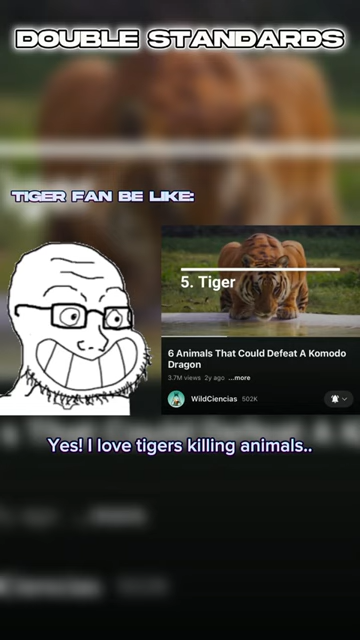 DOUBLE STANDARDS
TIGER FAN BE LIKE:
5. Tiger
6 Animals That Could Defeat A Komodo
Dragon
3.7M views 2y ago ...more
WildCiencias 502K
Yes! I love tigers killing animals..